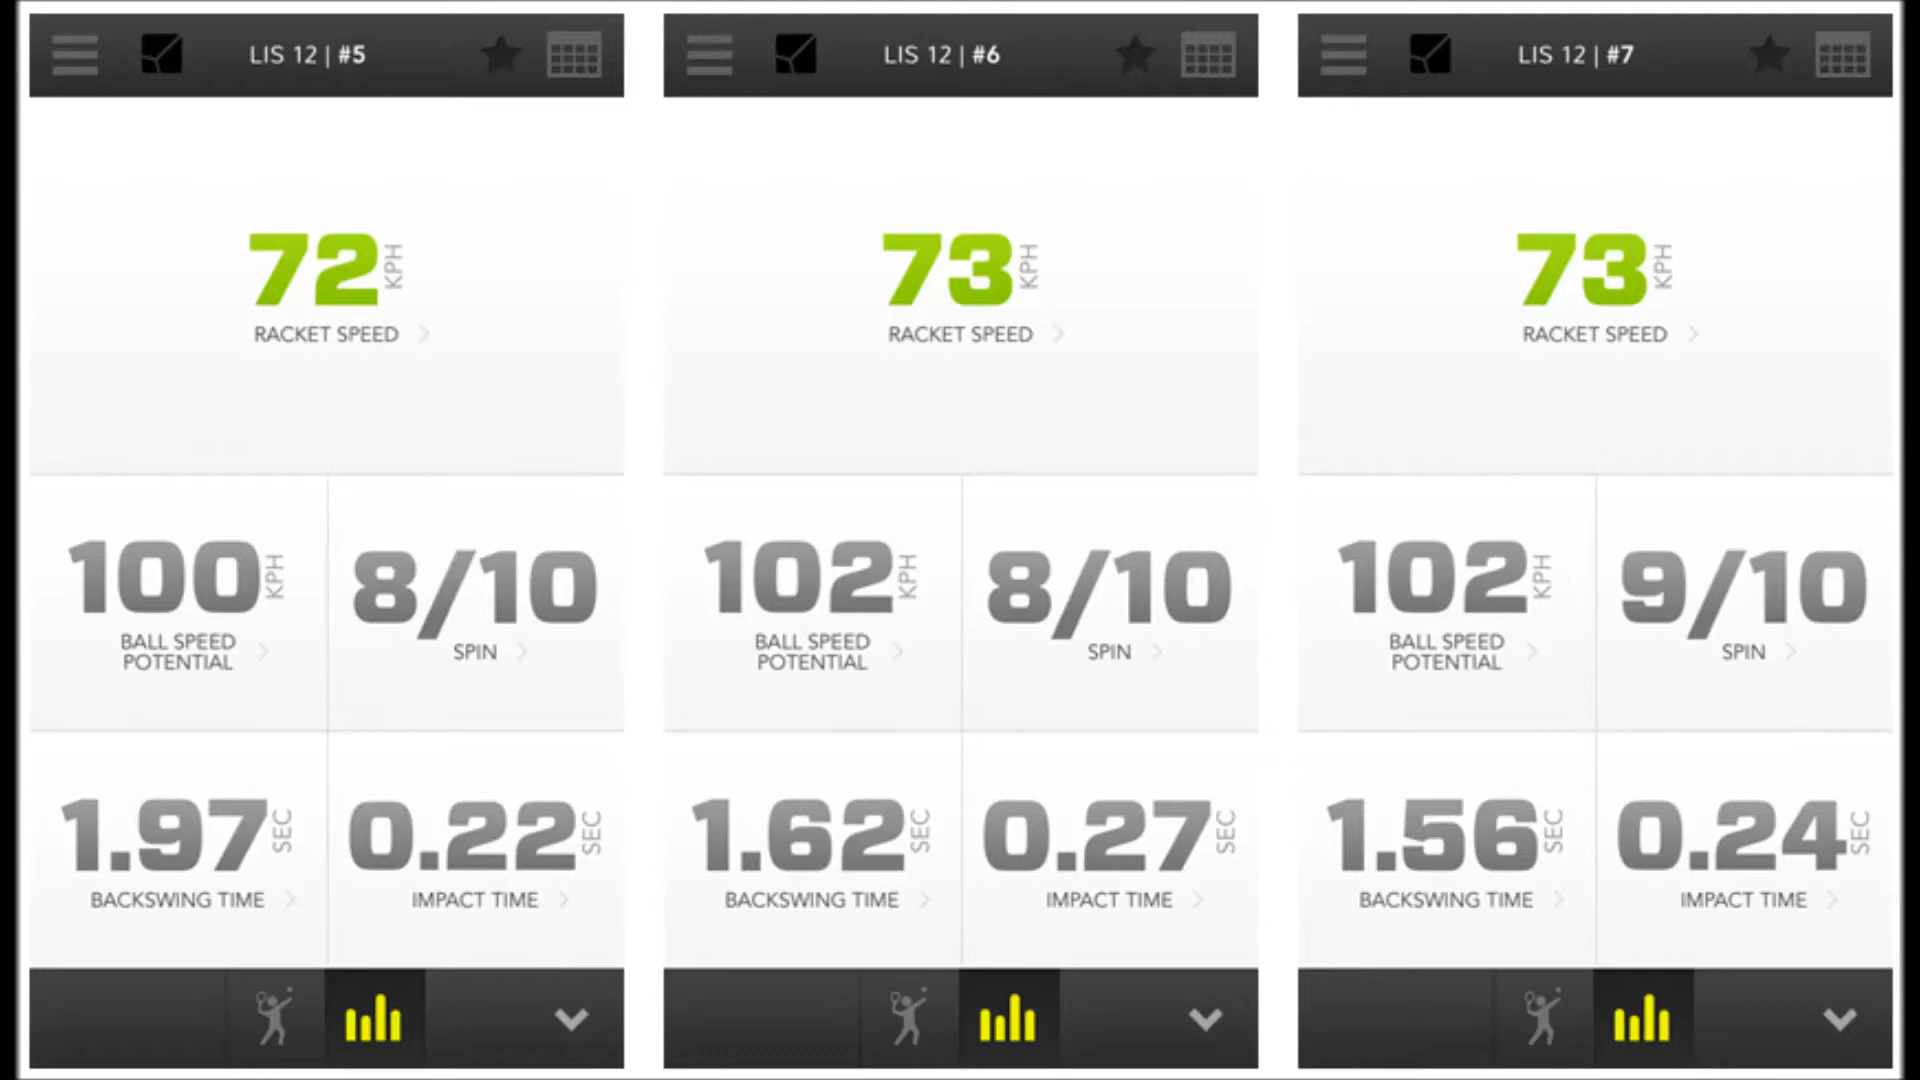 LIS 12 | #5
72 KPH
RACKET SPEED
100 KPH
BALL SPEED
POTENTIAL
8/10
SPIN
1.97 SEC
BACKSWING TIME
0.22 SEC
IMPACT TIME
LIS 12 | #6
73 KPH
RACKET SPEED
102 KPH
BALL SPEED
POTENTIAL
8/10
SPIN
1.62 SEC
BACKSWING TIME
0.27 SEC
IMPACT TIME
LIS 12 | #7
73 KPH
RACKET SPEED
102 KPH
BALL SPEED
POTENTIAL
9/10
SPIN
1.56 SEC
BACKSWING TIME
0.24 SEC
IMPACT TIME